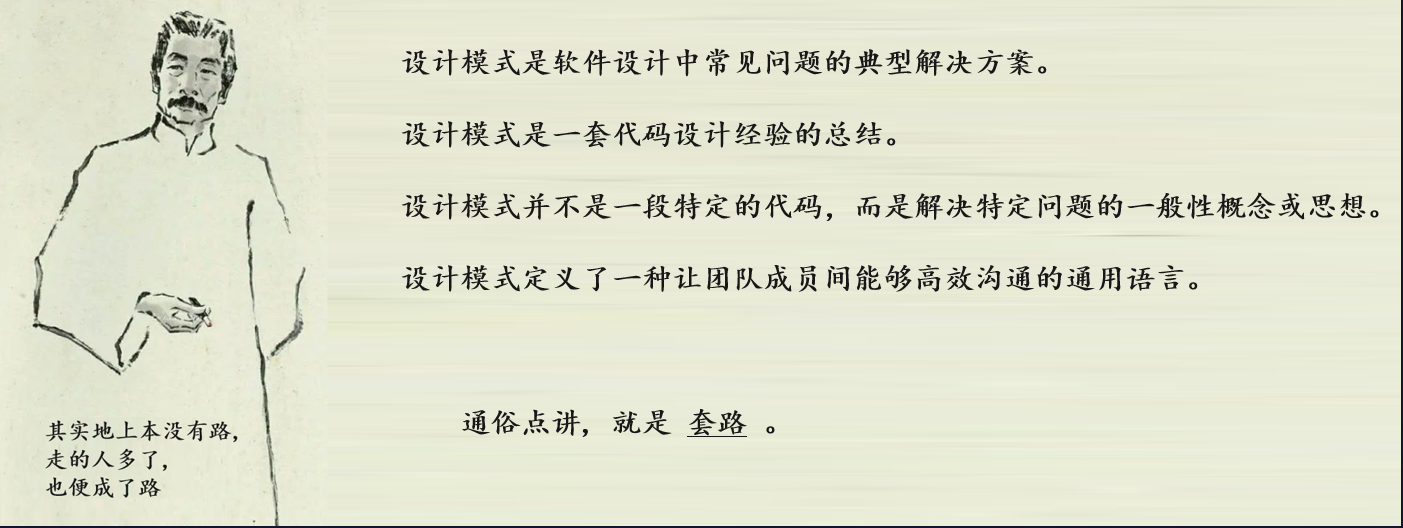 设计模式是软件设计中常见问题的典型解决方案。
设计模式是一套代码设计经验的总结。
设计模式并不是一段特定的代码，而是解决特定问题的一般性概念或思想。
设计模式定义了一种让团队成员间能够高效沟通的通用语言。
通俗点讲，就是 套路 。
其实地上本没有路，
走的人多了，
也便成了路